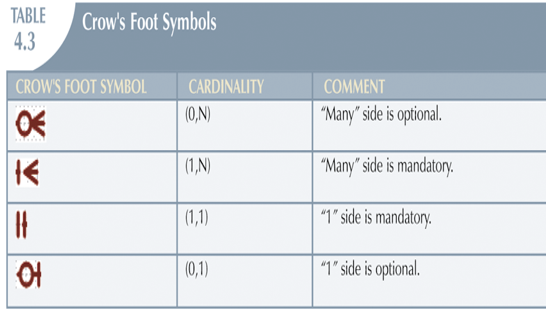 TABLE
4.3
Crow's Foot Symbols
CROW'S FOOT SYMBOL CARDINALITY COMMENT
(0,N) "Many" side is optional.
(1,N) "Many" side is mandatory.
(1,1) "1" side is mandatory.
(0,1) "1" side is optional.